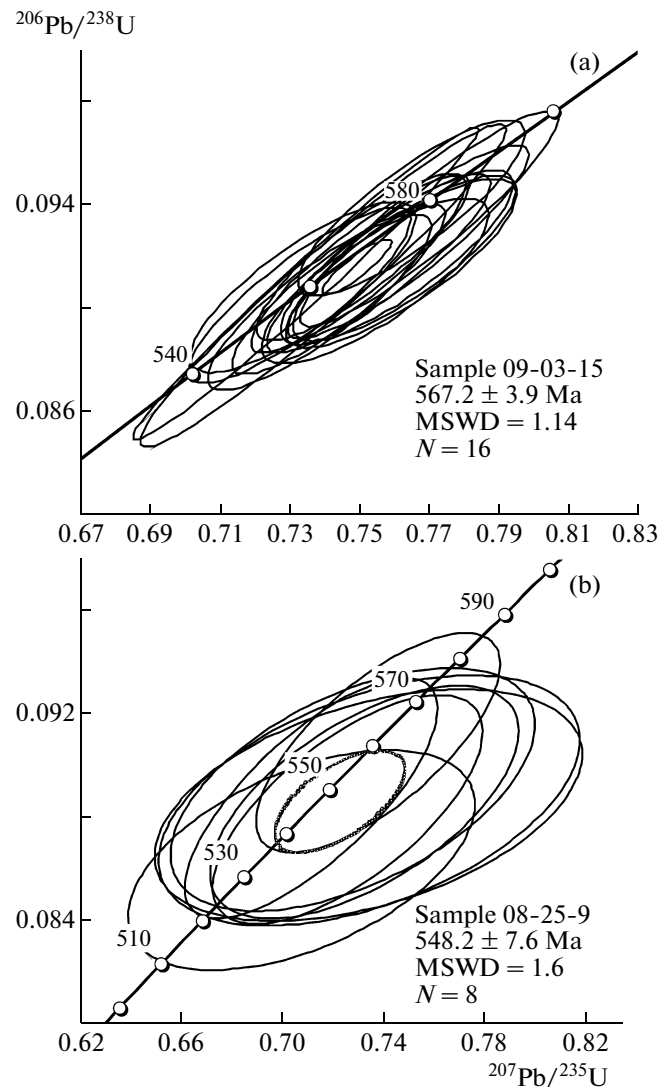 ²⁰⁶Pb/²³⁸U
(a)
580
0.094
540
0.086
Sample 09-03-15
567.2 ± 3.9 Ma
MSWD = 1.14
N = 16
0.67 0.69 0.71 0.73 0.75 0.77 0.79 0.81 0.83
(b)
590
570
0.092
550
530
0.084
510
Sample 08-25-9
548.2 ± 7.6 Ma
MSWD = 1.6
N = 8
0.62 0.66 0.70 0.74 0.78 0.82
²⁰⁷Pb/²³⁵U